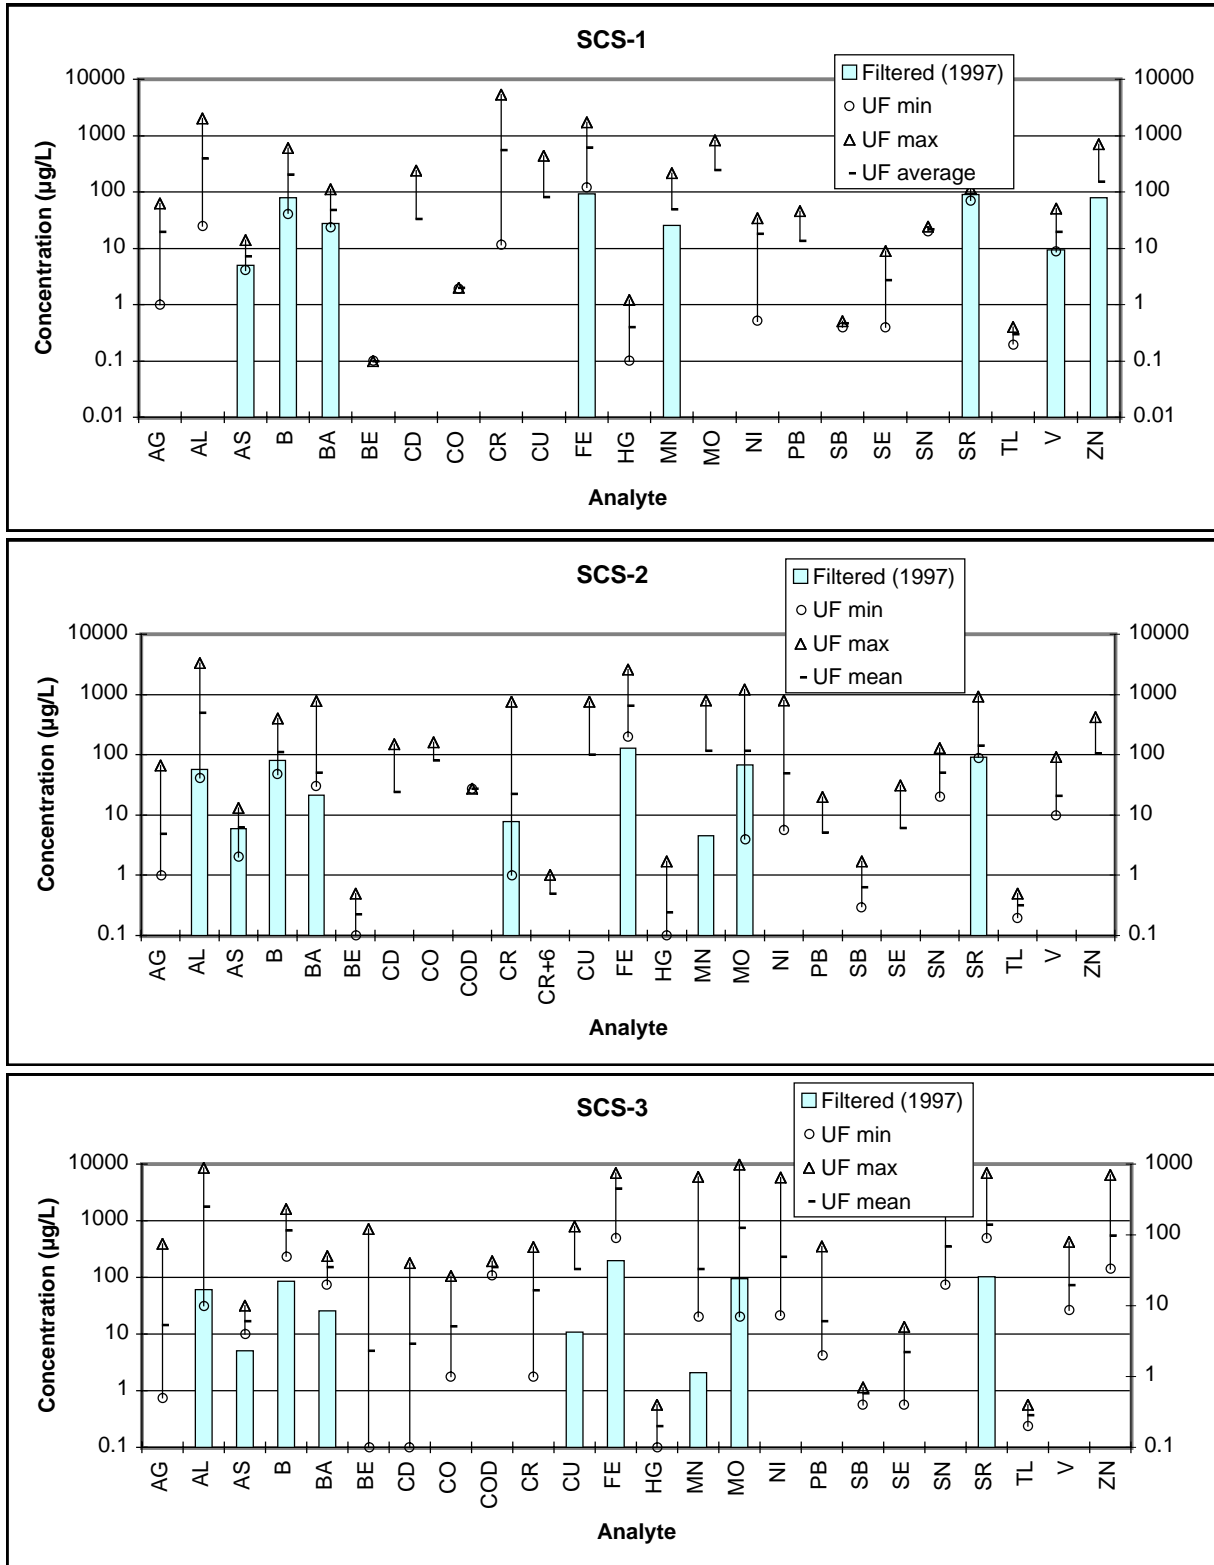 SCS-1
Filtered (1997)
UF min
UF max
UF average
Concentration (µg/L)
10000 10000
1000 1000
100 100
10 10
1 1
0.1 0.1
0.01 0.01
AG AL AS B BA BE CD CO CR CU FE HG MN MO NI PB SB SE SN SR TL V ZN
Analyte
SCS-2
Filtered (1997)
UF min
UF max
UF mean
Concentration (µg/L)
10000 10000
1000 1000
100 100
10 10
1 1
0.1 0.1
AG AL AS B BA BE CD CO COD CR CR+6 CU FE HG MN MO NI PB SB SE SN SR TL V ZN
Analyte
SCS-3
Filtered (1997)
UF min
UF max
UF mean
Concentration (µg/L)
10000 1000
1000 100
100 10
10 1
1 0.1
0.1
AG AL AS B BA BE CD CO COD CR CU FE HG MN MO NI PB SB SE SN SR TL V ZN
Analyte